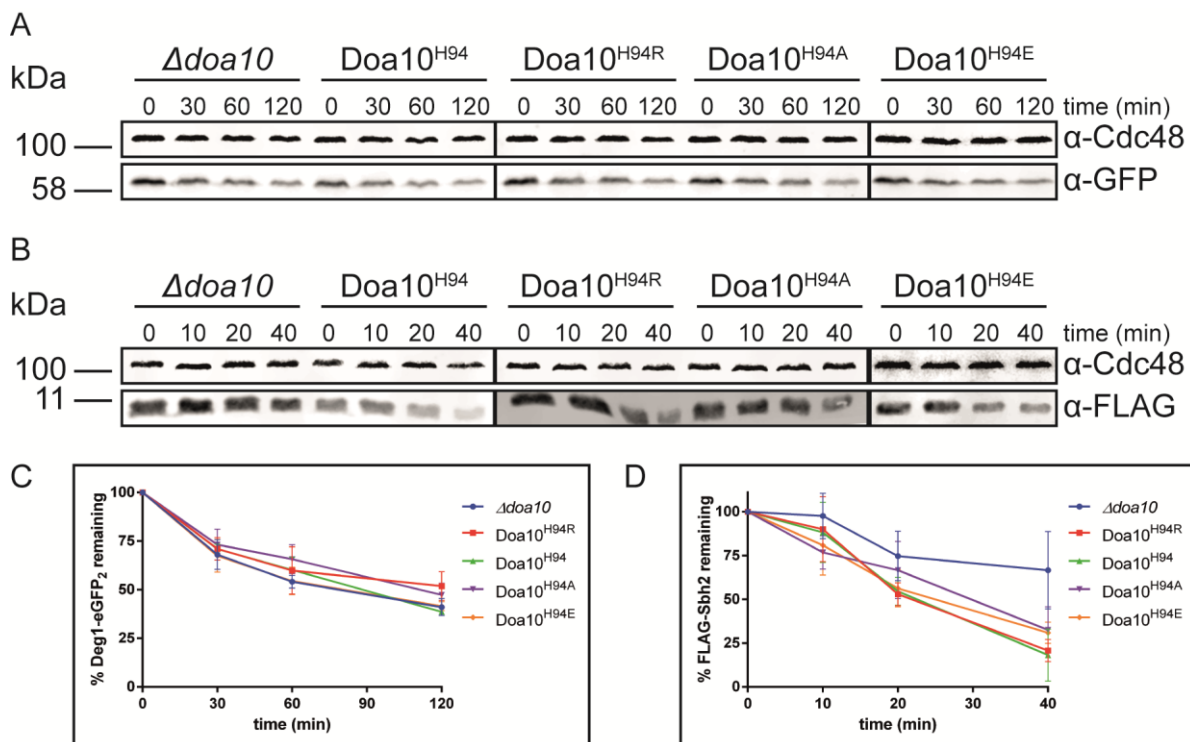 A
kDa
Δdoa10 Doa10H94 Doa10H94R Doa10H94A Doa10H94E
0 30 60 120 0 30 60 120 0 30 60 120 0 30 60 120 0 30 60 120 time (min)
100 α-Cdc48
58 α-GFP
B
kDa
Δdoa10 Doa10H94 Doa10H94R Doa10H94A Doa10H94E
0 10 20 40 0 10 20 40 0 10 20 40 0 10 20 40 0 10 20 40 time (min)
100 α-Cdc48
11 α-FLAG
C
% Deg1-eGFP2 remaining
100
75
50
25
0
0 30 60 90 120
time (min)
Δdoa10
Doa10H94R
Doa10H94
Doa10H94A
Doa10H94E
D
% FLAG-Sbh2 remaining
100
75
50
25
0
0 10 20 30 40
time (min)
Δdoa10
Doa10H94R
Doa10H94
Doa10H94A
Doa10H94E